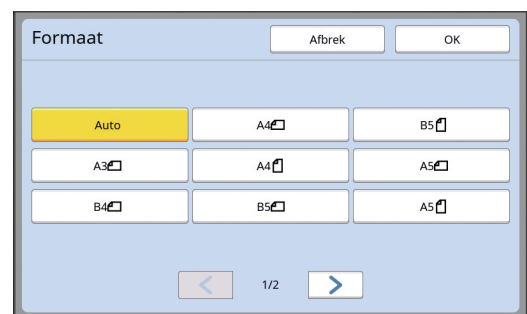 Formaat Afbrek OK
Auto A4 B5
A3 A4 A5
B4 B5 A5
1/2